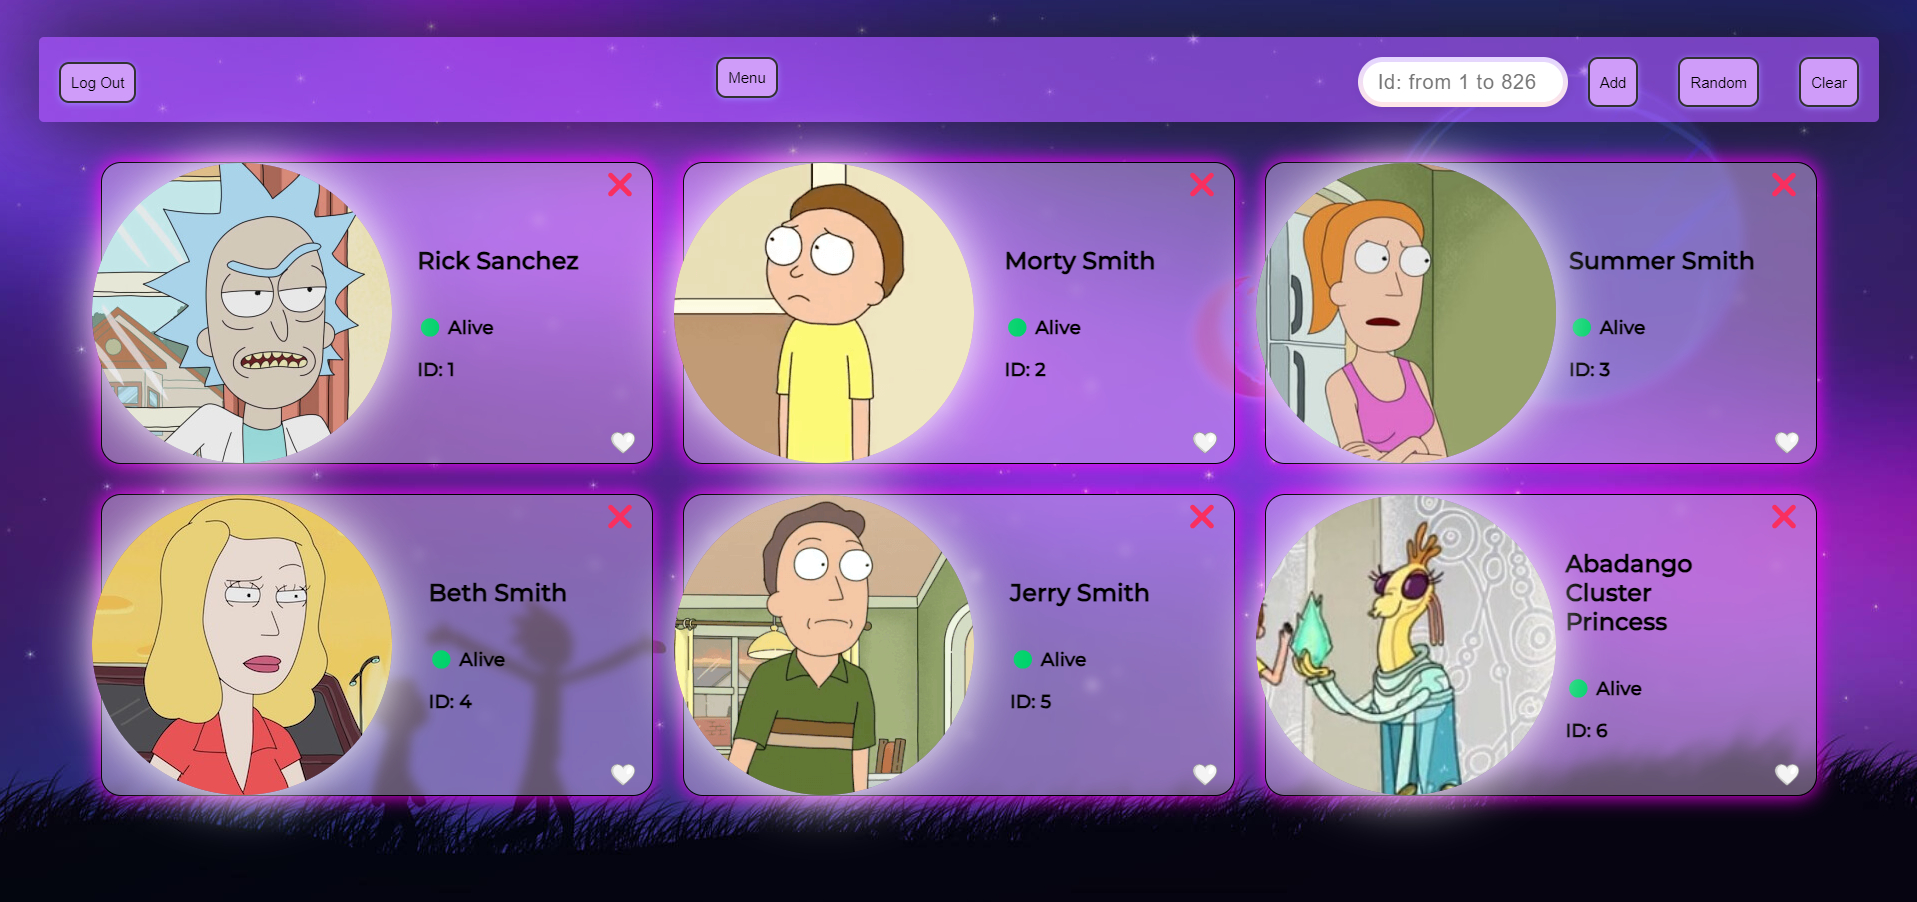 Log Out
Menu
Id: from 1 to 826
Add
Random
Clear
Rick Sanchez
Alive
ID: 1
Morty Smith
Alive
ID: 2
Summer Smith
Alive
ID: 3
Beth Smith
Alive
ID: 4
Jerry Smith
Alive
ID: 5
Abadango
Cluster
Princess
Alive
ID: 6